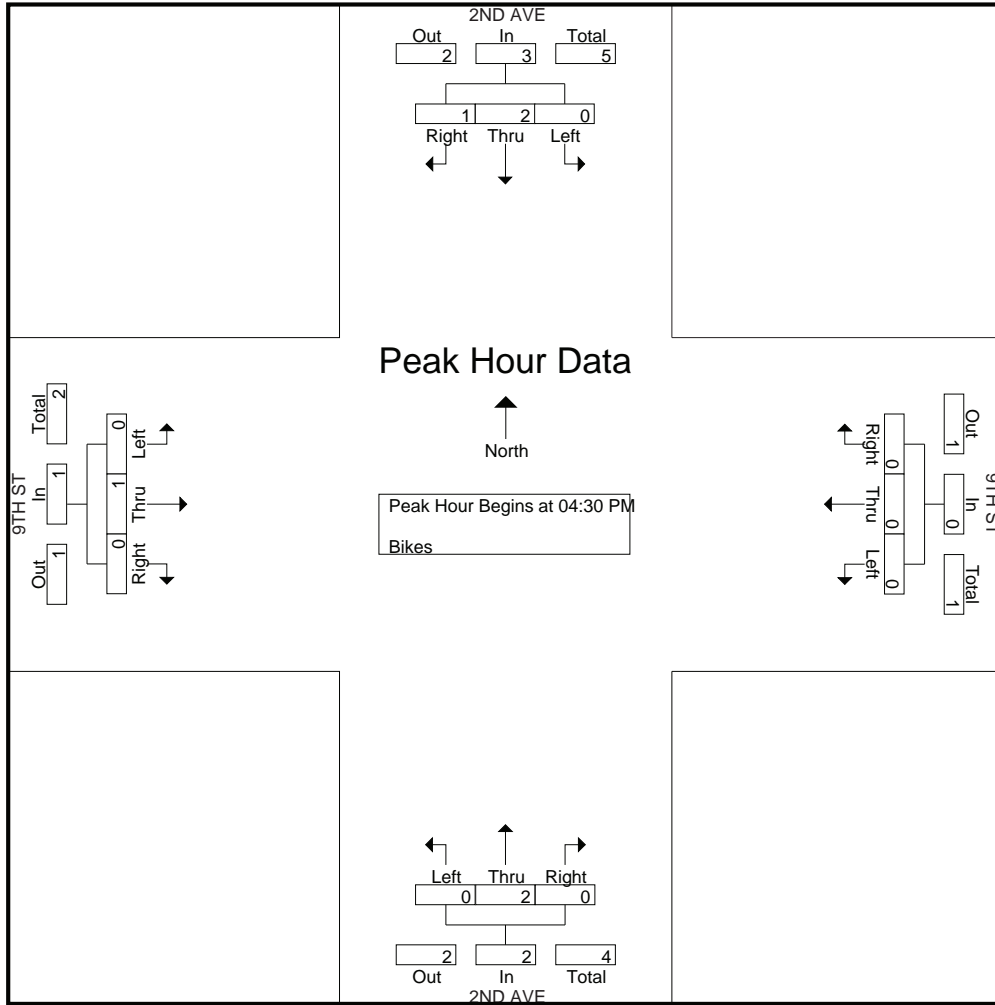 2ND AVE
Out In Total
2 3 5
1 2 0
Right Thru Left
Peak Hour Data
North
Peak Hour Begins at 04:30 PM
Bikes
9TH ST
Total In Out
2 1 1
0 1 0
Left Thru Right
Right Thru Left
0 0 0
Out In Total
1 0 1
9TH ST
Left Thru Right
0 2 0
2 2 4
Out In Total
2ND AVE